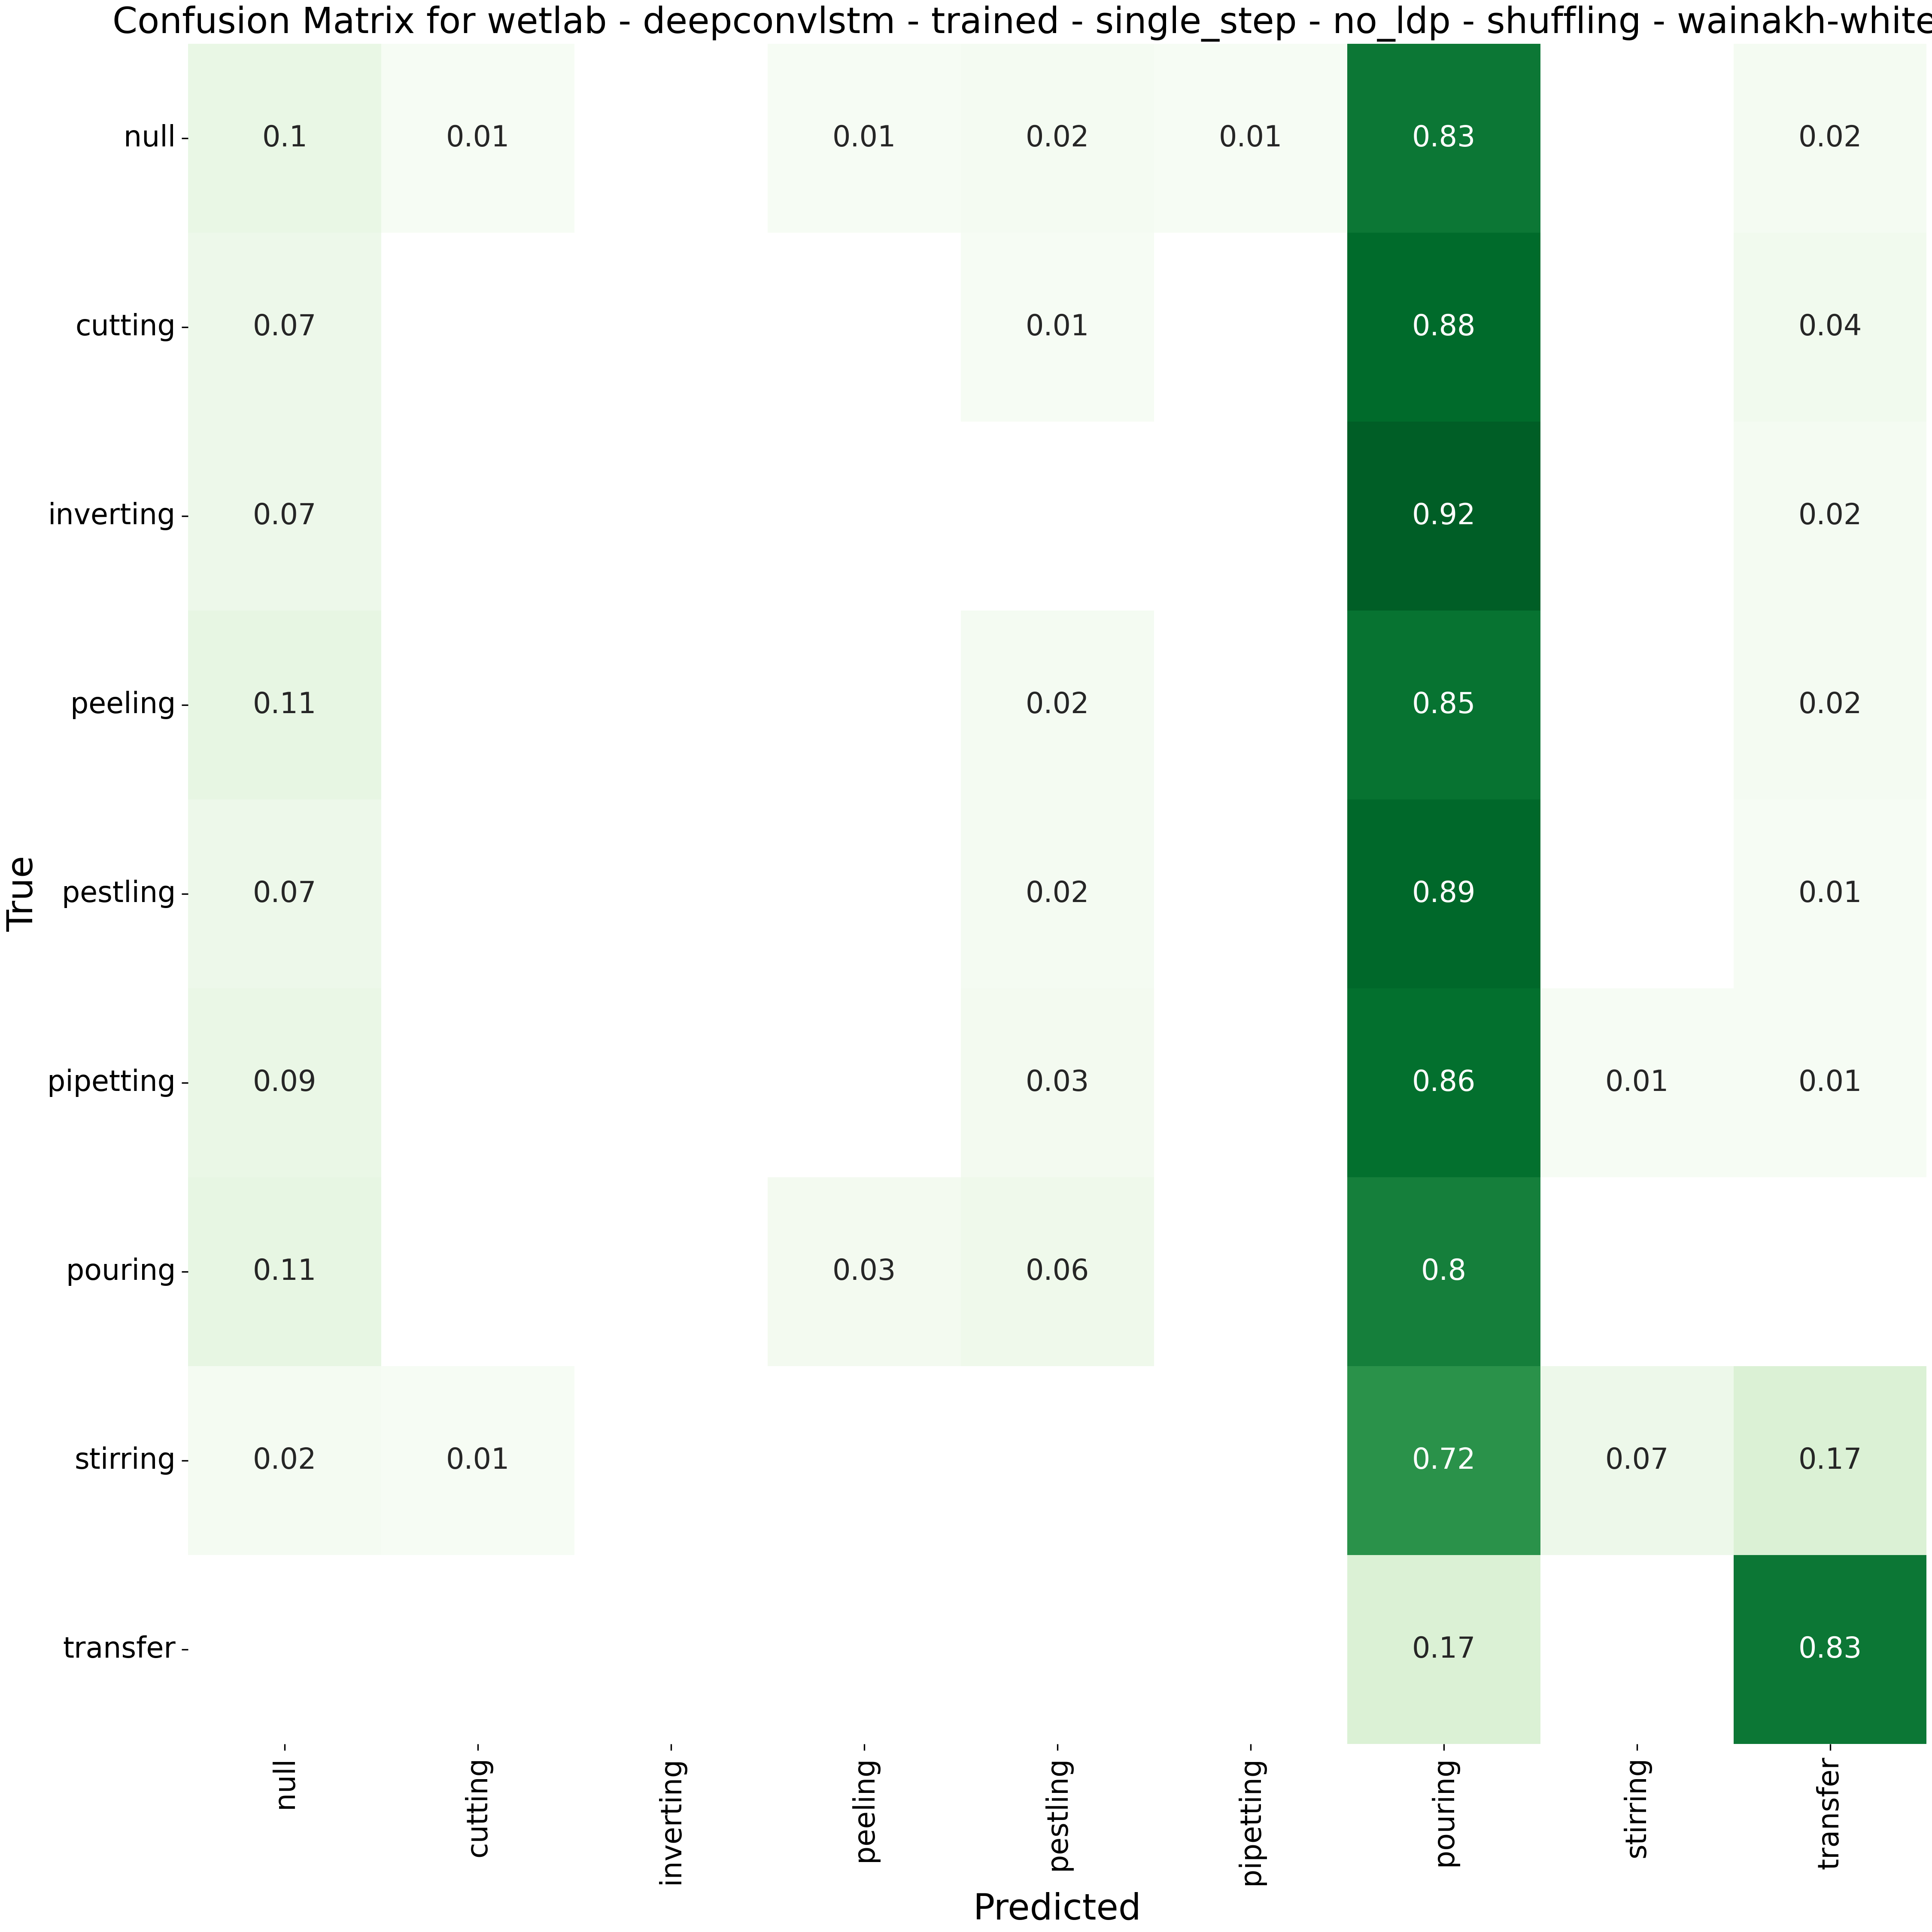 Confusion Matrix for wetlab - deepconvlstm - trained - single_step - no_ldp - shuffling - wainakh-white
null 0.1 0.01 0.01 0.02 0.01 0.83 0.02
cutting 0.07 0.01 0.88 0.04
inverting 0.07 0.92 0.02
peeling 0.11 0.02 0.85 0.02
pestling 0.07 0.02 0.89 0.01
pipetting 0.09 0.03 0.86 0.01 0.01
pouring 0.11 0.03 0.06 0.8
stirring 0.02 0.01 0.72 0.07 0.17
transfer 0.17 0.83
True
null cutting inverting peeling pestling pipetting pouring stirring transfer
Predicted